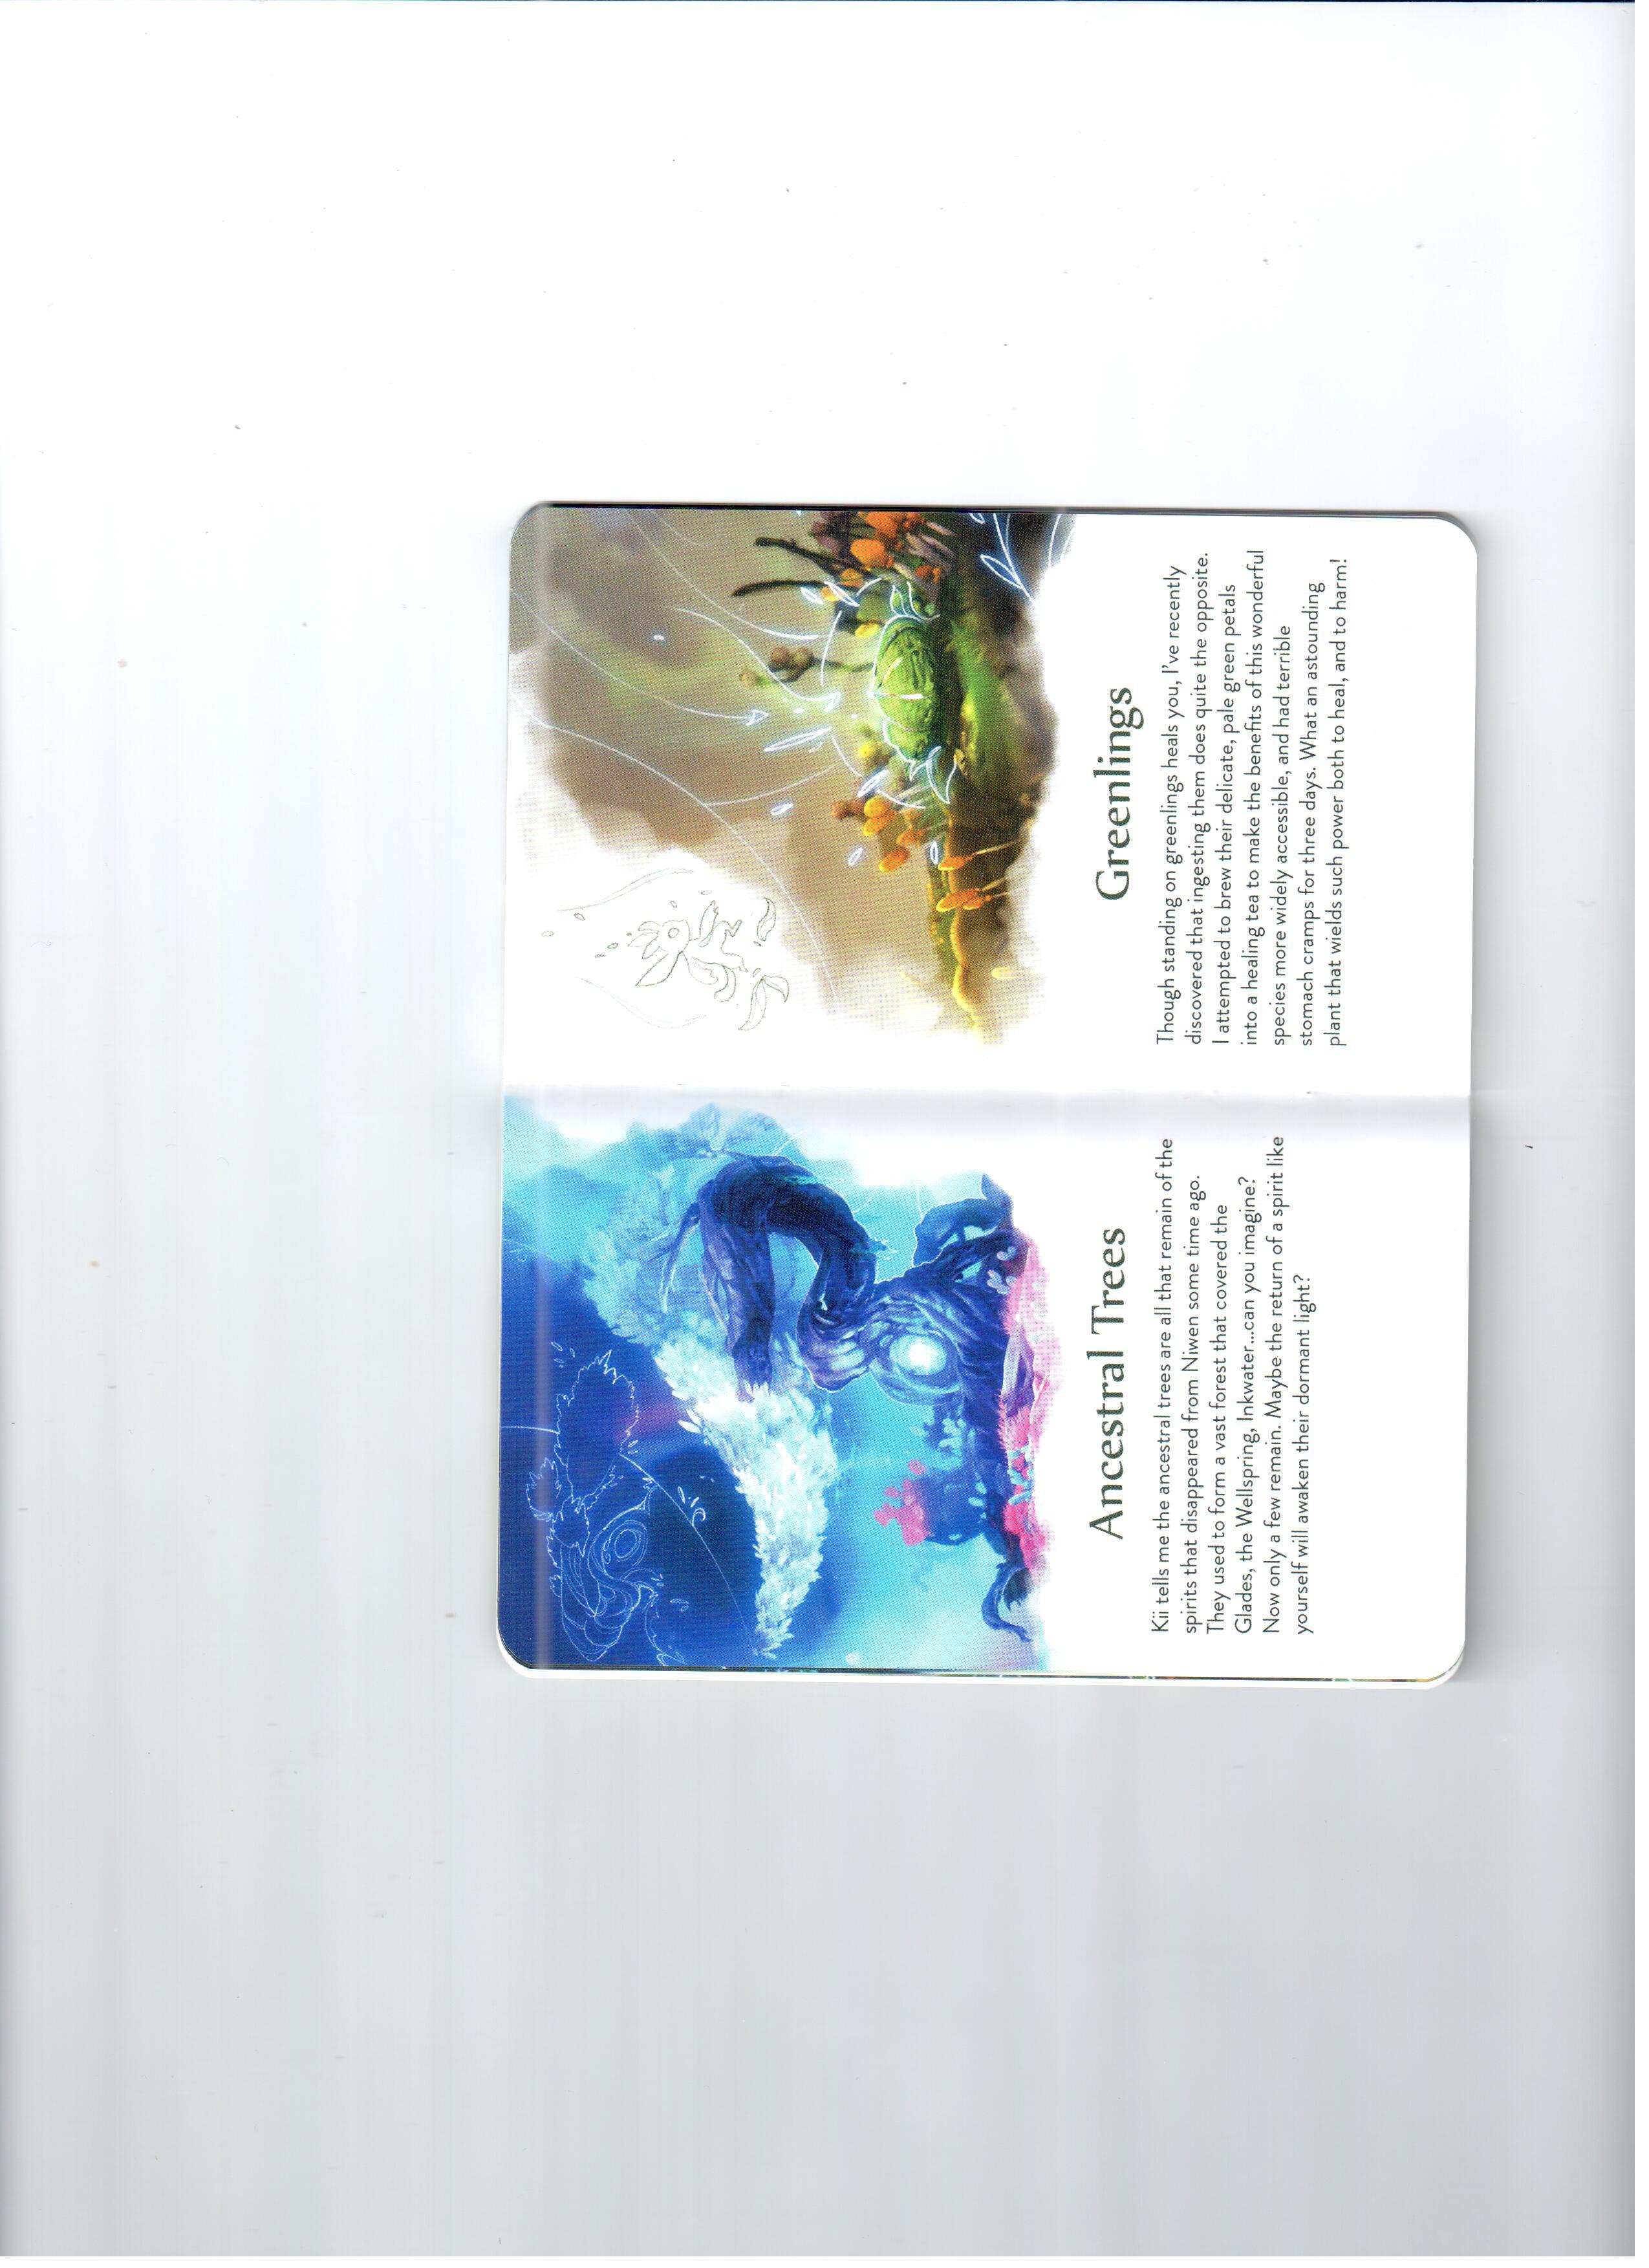 Ancestral Trees
Kii tells me the ancestral trees are all that remain of the
spirits that disappeared from Niwen some time ago.
They used to form a vast forest that covered the
Glades, the Wellspring, Inkwater...can you imagine?
Now only a few remain. Maybe the return of a spirit like
yourself will awaken their dormant light?
Greenlings
Though standing on greenlings heals you, I've recently
discovered that ingesting them does quite the opposite.
I attempted to brew their delicate, pale green petals
into a healing tea to make the benefits of this wonderful
species more widely accessible, and had terrible
stomach cramps for three days. What an astounding
plant that wields such power both to heal, and to harm!